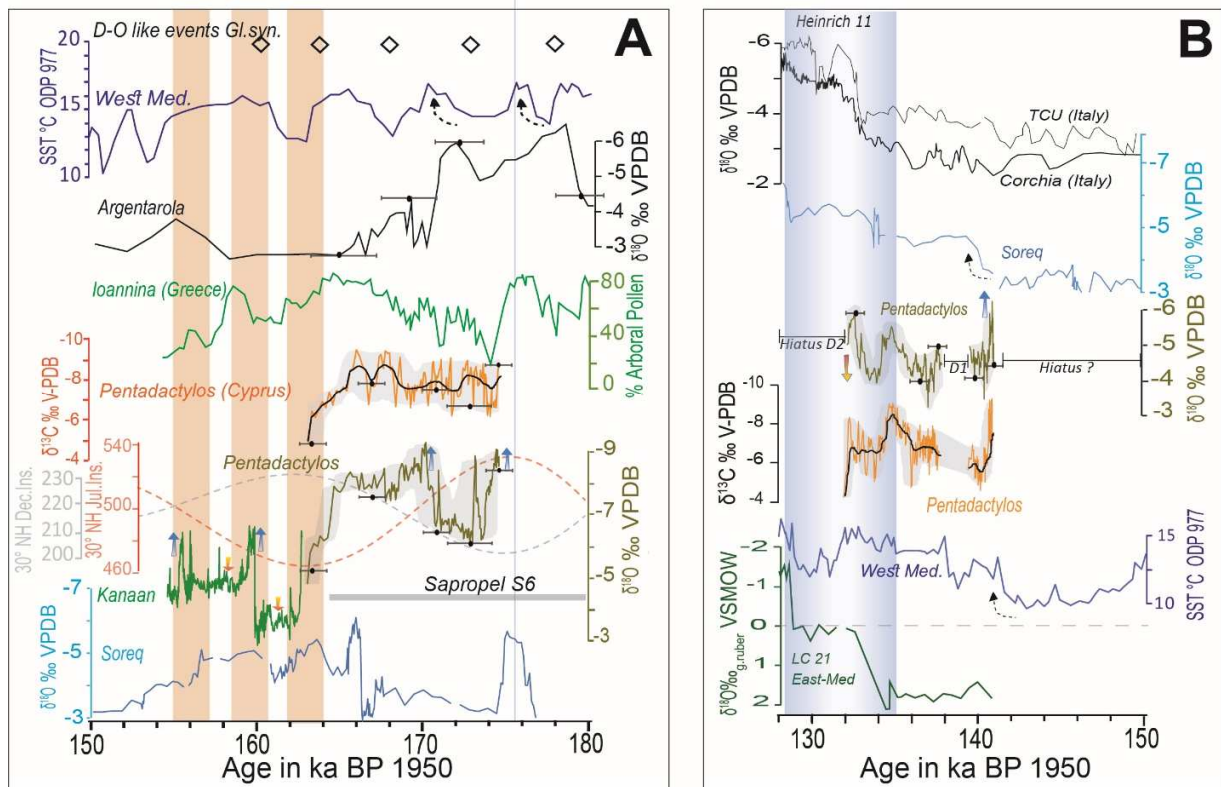 D-O like events Gl.syn.
A
20
15
10
SST °C ODP 977
West Med.
-6
-5
-4
-3
δ18O ‰ VPDB
Argentarola
Ioannina (Greece)
80
40
0
% Arboral Pollen
-10
-8
-6
-4
δ13C ‰ V-PDB
Pentadactylos (Cyprus)
540
500
460
30° NH Jul.Ins.
230
220
210
200
30° NH Dec.Ins.
Pentadactylos
-9
-7
-5
-3
δ18O ‰ VPDB
Sapropel S6
Kanaan
-7
-5
-3
δ18O ‰ VPDB
Soreq
150
160
170
180
Age in ka BP 1950
B
Heinrich 11
-6
-4
-2
δ18O ‰ VPDB
TCU (Italy)
Corchia (Italy)
-7
-5
-3
δ18O ‰ VPDB
Soreq
Pentadactylos
-6
-5
-4
-3
δ18O ‰ VPDB
Hiatus D2
D1
Hiatus ?
-10
-8
-6
-4
δ13C ‰ V-PDB
Pentadactylos
15
10
SST °C ODP 977
West Med.
-2
-1
0
1
2
δ18O‰g.ruber VSMOW
LC 21
East-Med
130
140
150
Age in ka BP 1950